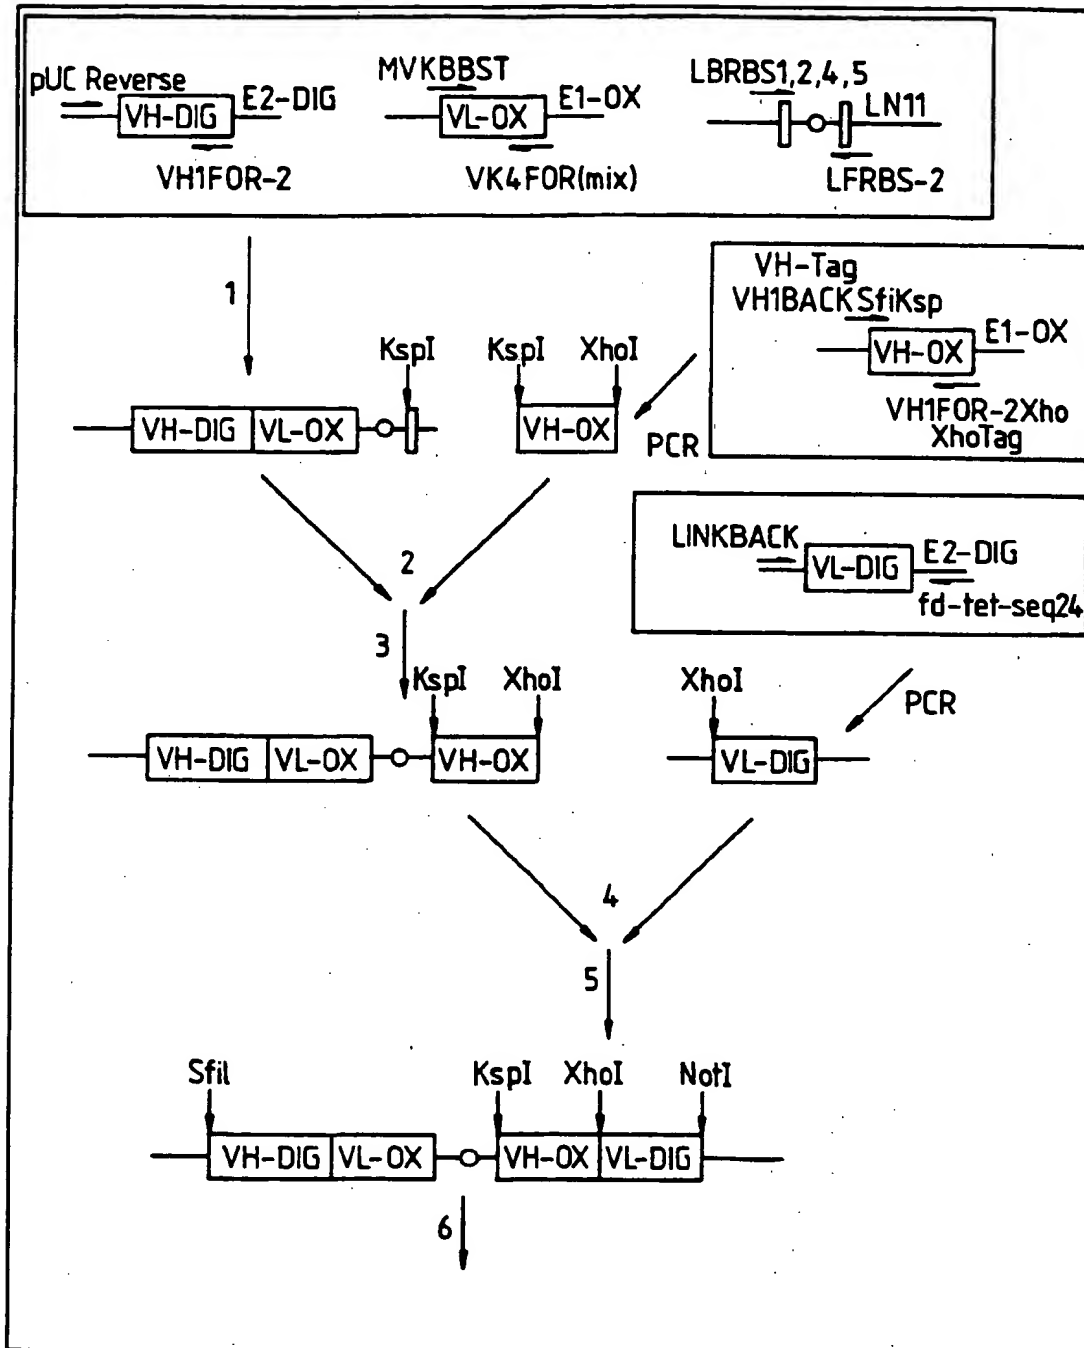 pUC Reverse
VH-DIG
E2-DIG
VH1FOR-2
MVKBBST
VL-OX
E1-OX
VK4FOR(mix)
LBRBS1,2,4,5
LN11
LFRBS-2
1
VH-Tag
VH1BACKSfiKsp
VH-OX
E1-OX
VH1FOR-2Xho
XhoTag
PCR
KspI
KspI XhoI
VH-DIG VL-OX
VH-OX
2
LINKBACK
VL-DIG
E2-DIG
fd-tet-seq24
PCR
3
KspI XhoI
XhoI
VH-DIG VL-OX VH-OX
VL-DIG
4
5
SfiI KspI XhoI NotI
VH-DIG VL-OX VH-OX VL-DIG
6